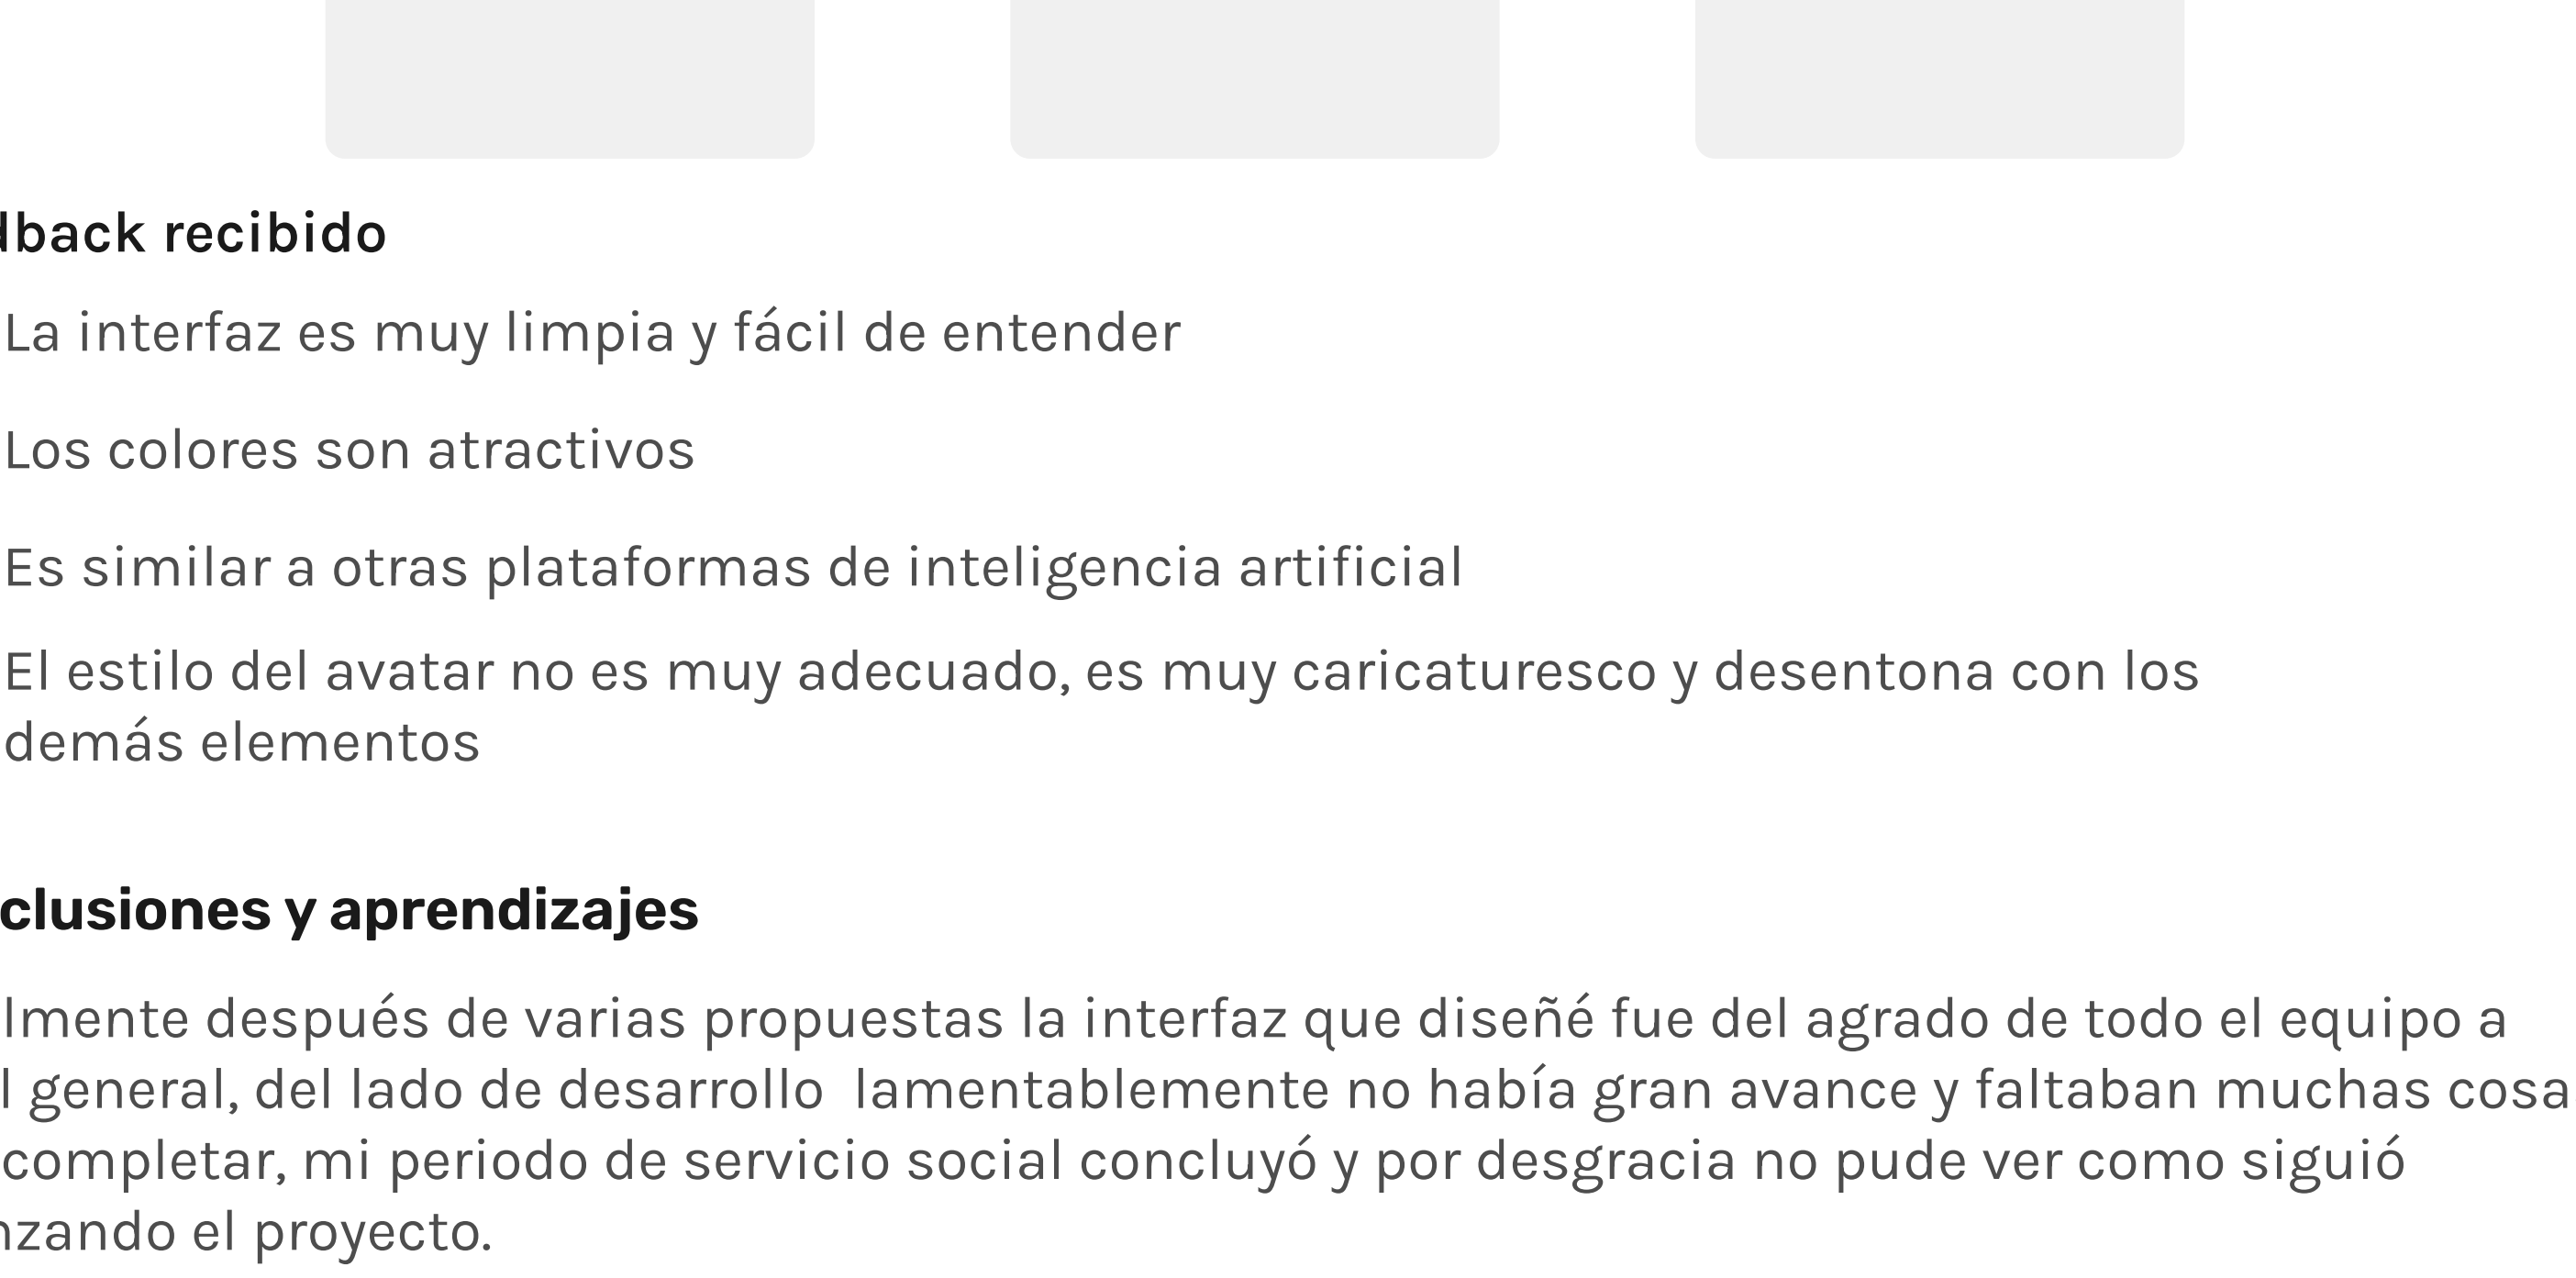 dback recibido
La interfaz es muy limpia y fácil de entender
Los colores son atractivos
Es similar a otras plataformas de inteligencia artificial
El estilo del avatar no es muy adecuado, es muy caricaturesco y desentona con los
demás elementos
clusiones y aprendizajes
lmente después de varias propuestas la interfaz que diseñé fue del agrado de todo el equipo a
l general, del lado de desarrollo  lamentablemente no había gran avance y faltaban muchas cosa
completar, mi periodo de servicio social concluyó y por desgracia no pude ver como siguió
nzando el proyecto.